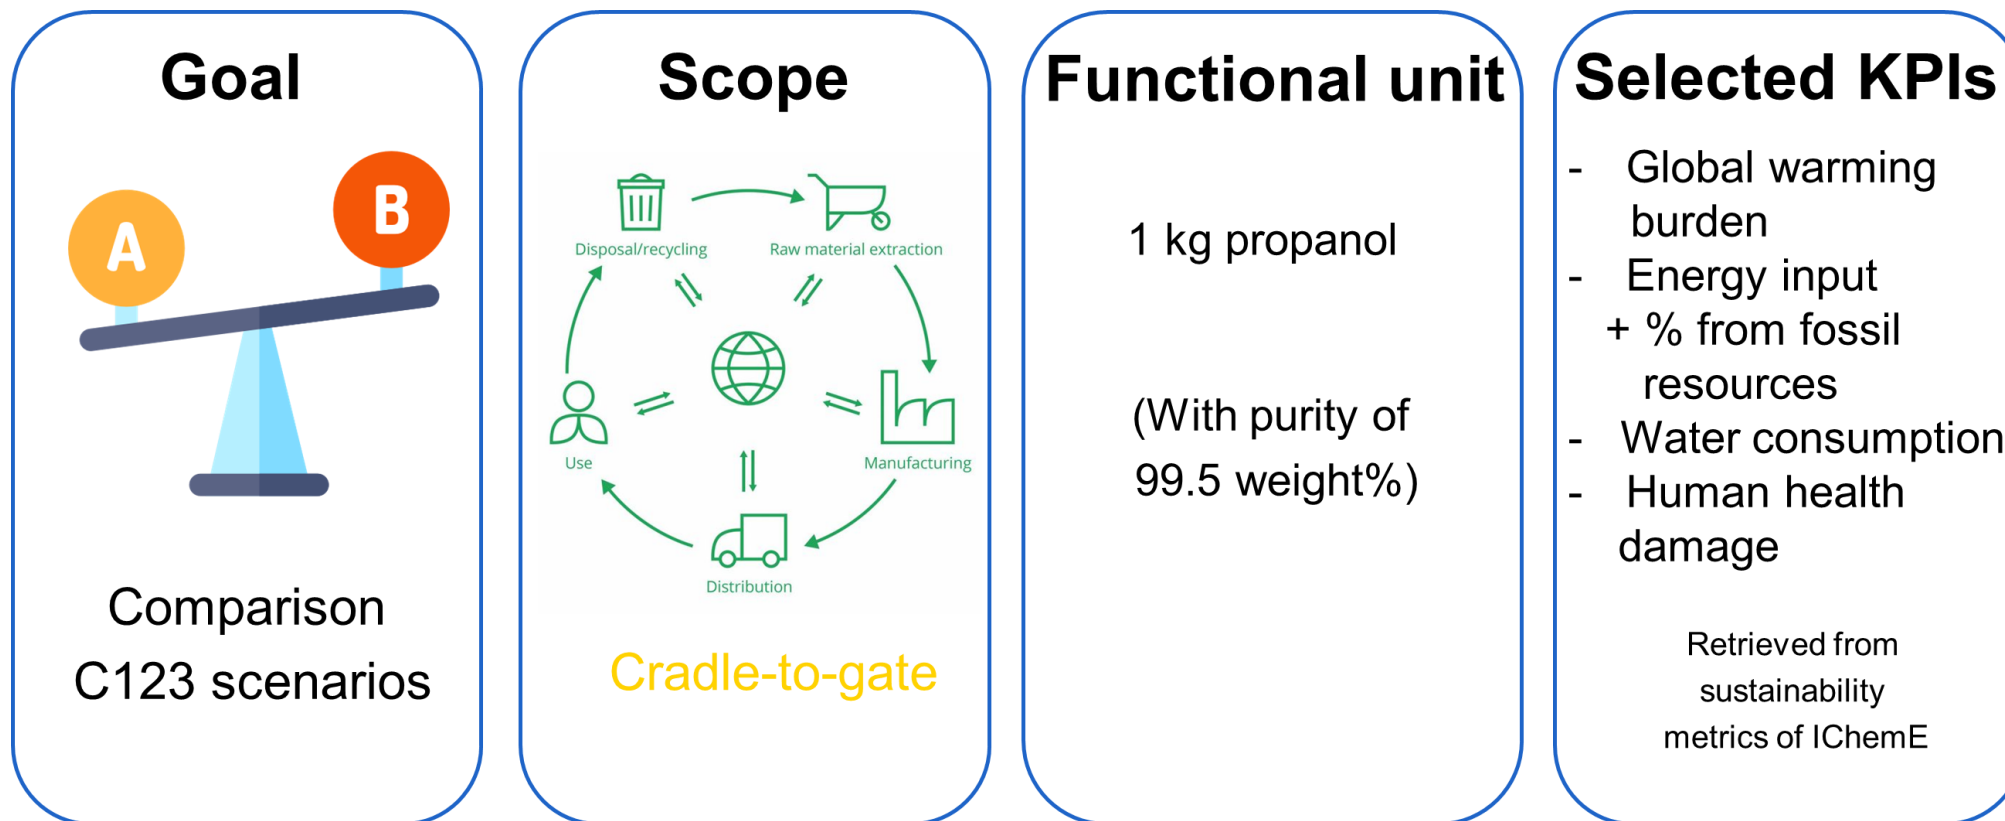 Goal
A
B
Comparison
C123 scenarios
Scope
Disposal/recycling
Raw material extraction
Use
Manufacturing
Distribution
Cradle-to-gate
Functional unit
1 kg propanol
(With purity of
99.5 weight%)
Selected KPIs
- Global warming
burden
- Energy input
+ % from fossil
resources
- Water consumption
- Human health
damage
Retrieved from
sustainability
metrics of IChemE